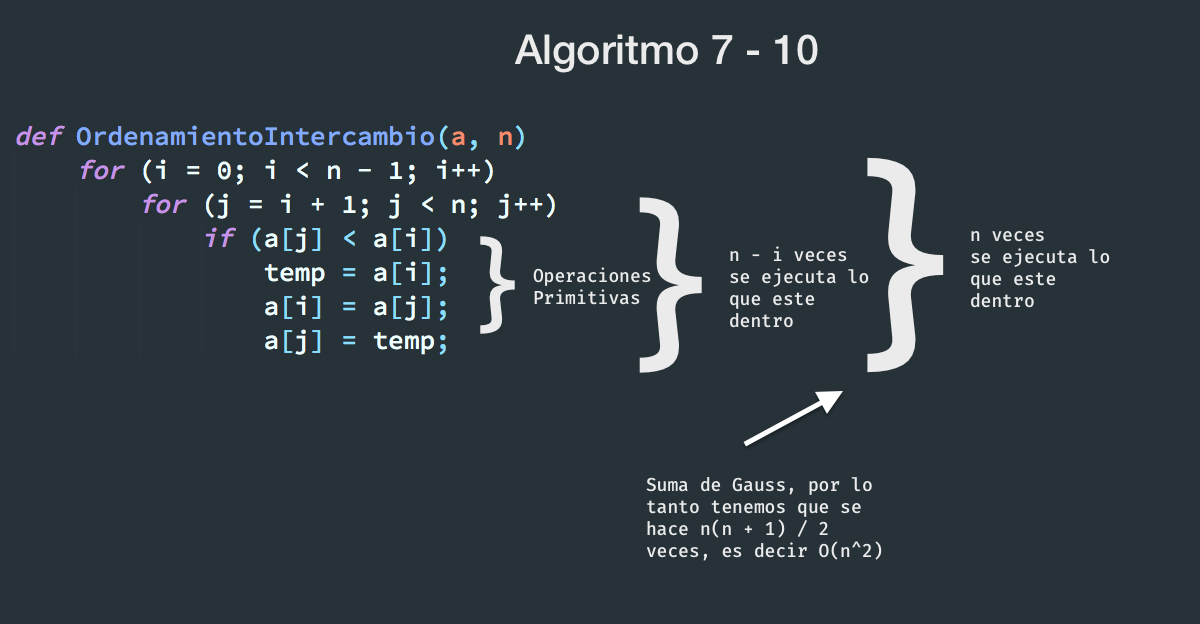 Algoritmo 7 - 10
def OrdenamientoIntercambio(a, n)
for (i = 0; i < n - 1; i++)
for (j = i + 1; j < n; j++)
if (a[j] < a[i])
temp = a[i];
a[i] = a[j];
a[j] = temp;
Operaciones
Primitivas
n - i veces
se ejecuta lo
que este
dentro
n veces
se ejecuta lo
que este
dentro
Suma de Gauss, por lo
tanto tenemos que se
hace n(n + 1) / 2
veces, es decir O(n^2)